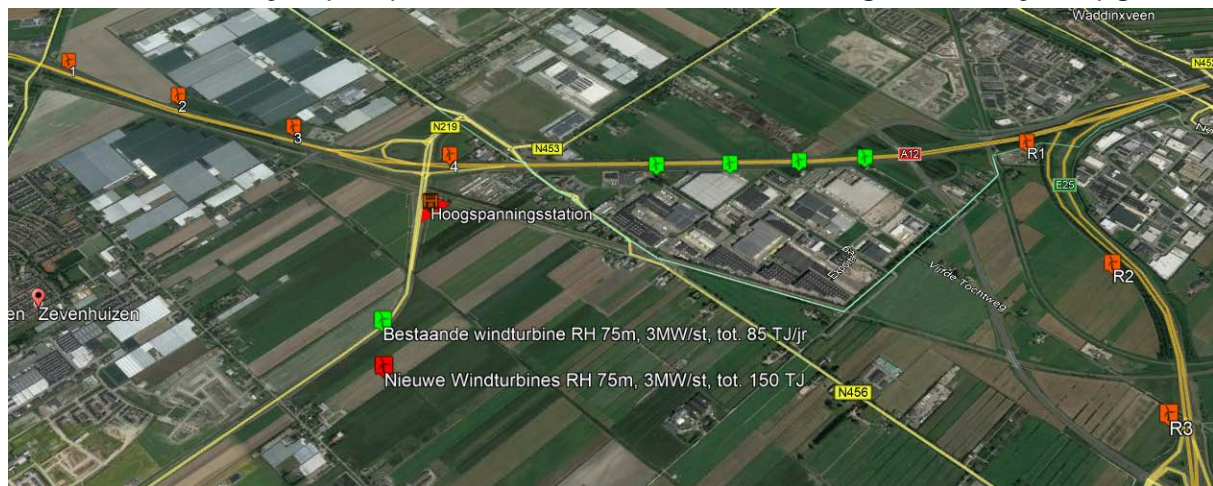 Waddinxveen
N452
1
2
3
N219
N453
4
A12
R1
E25
Hoogspanningsstation
R2
Vijfde Tochtweg
Zevenhuizen
Bestaande windturbine RH 75m, 3MW/st, tot. 85 TJ/jr
Nieuwe Windturbines RH 75m, 3MW/st, tot. 150 TJ
N456
R3